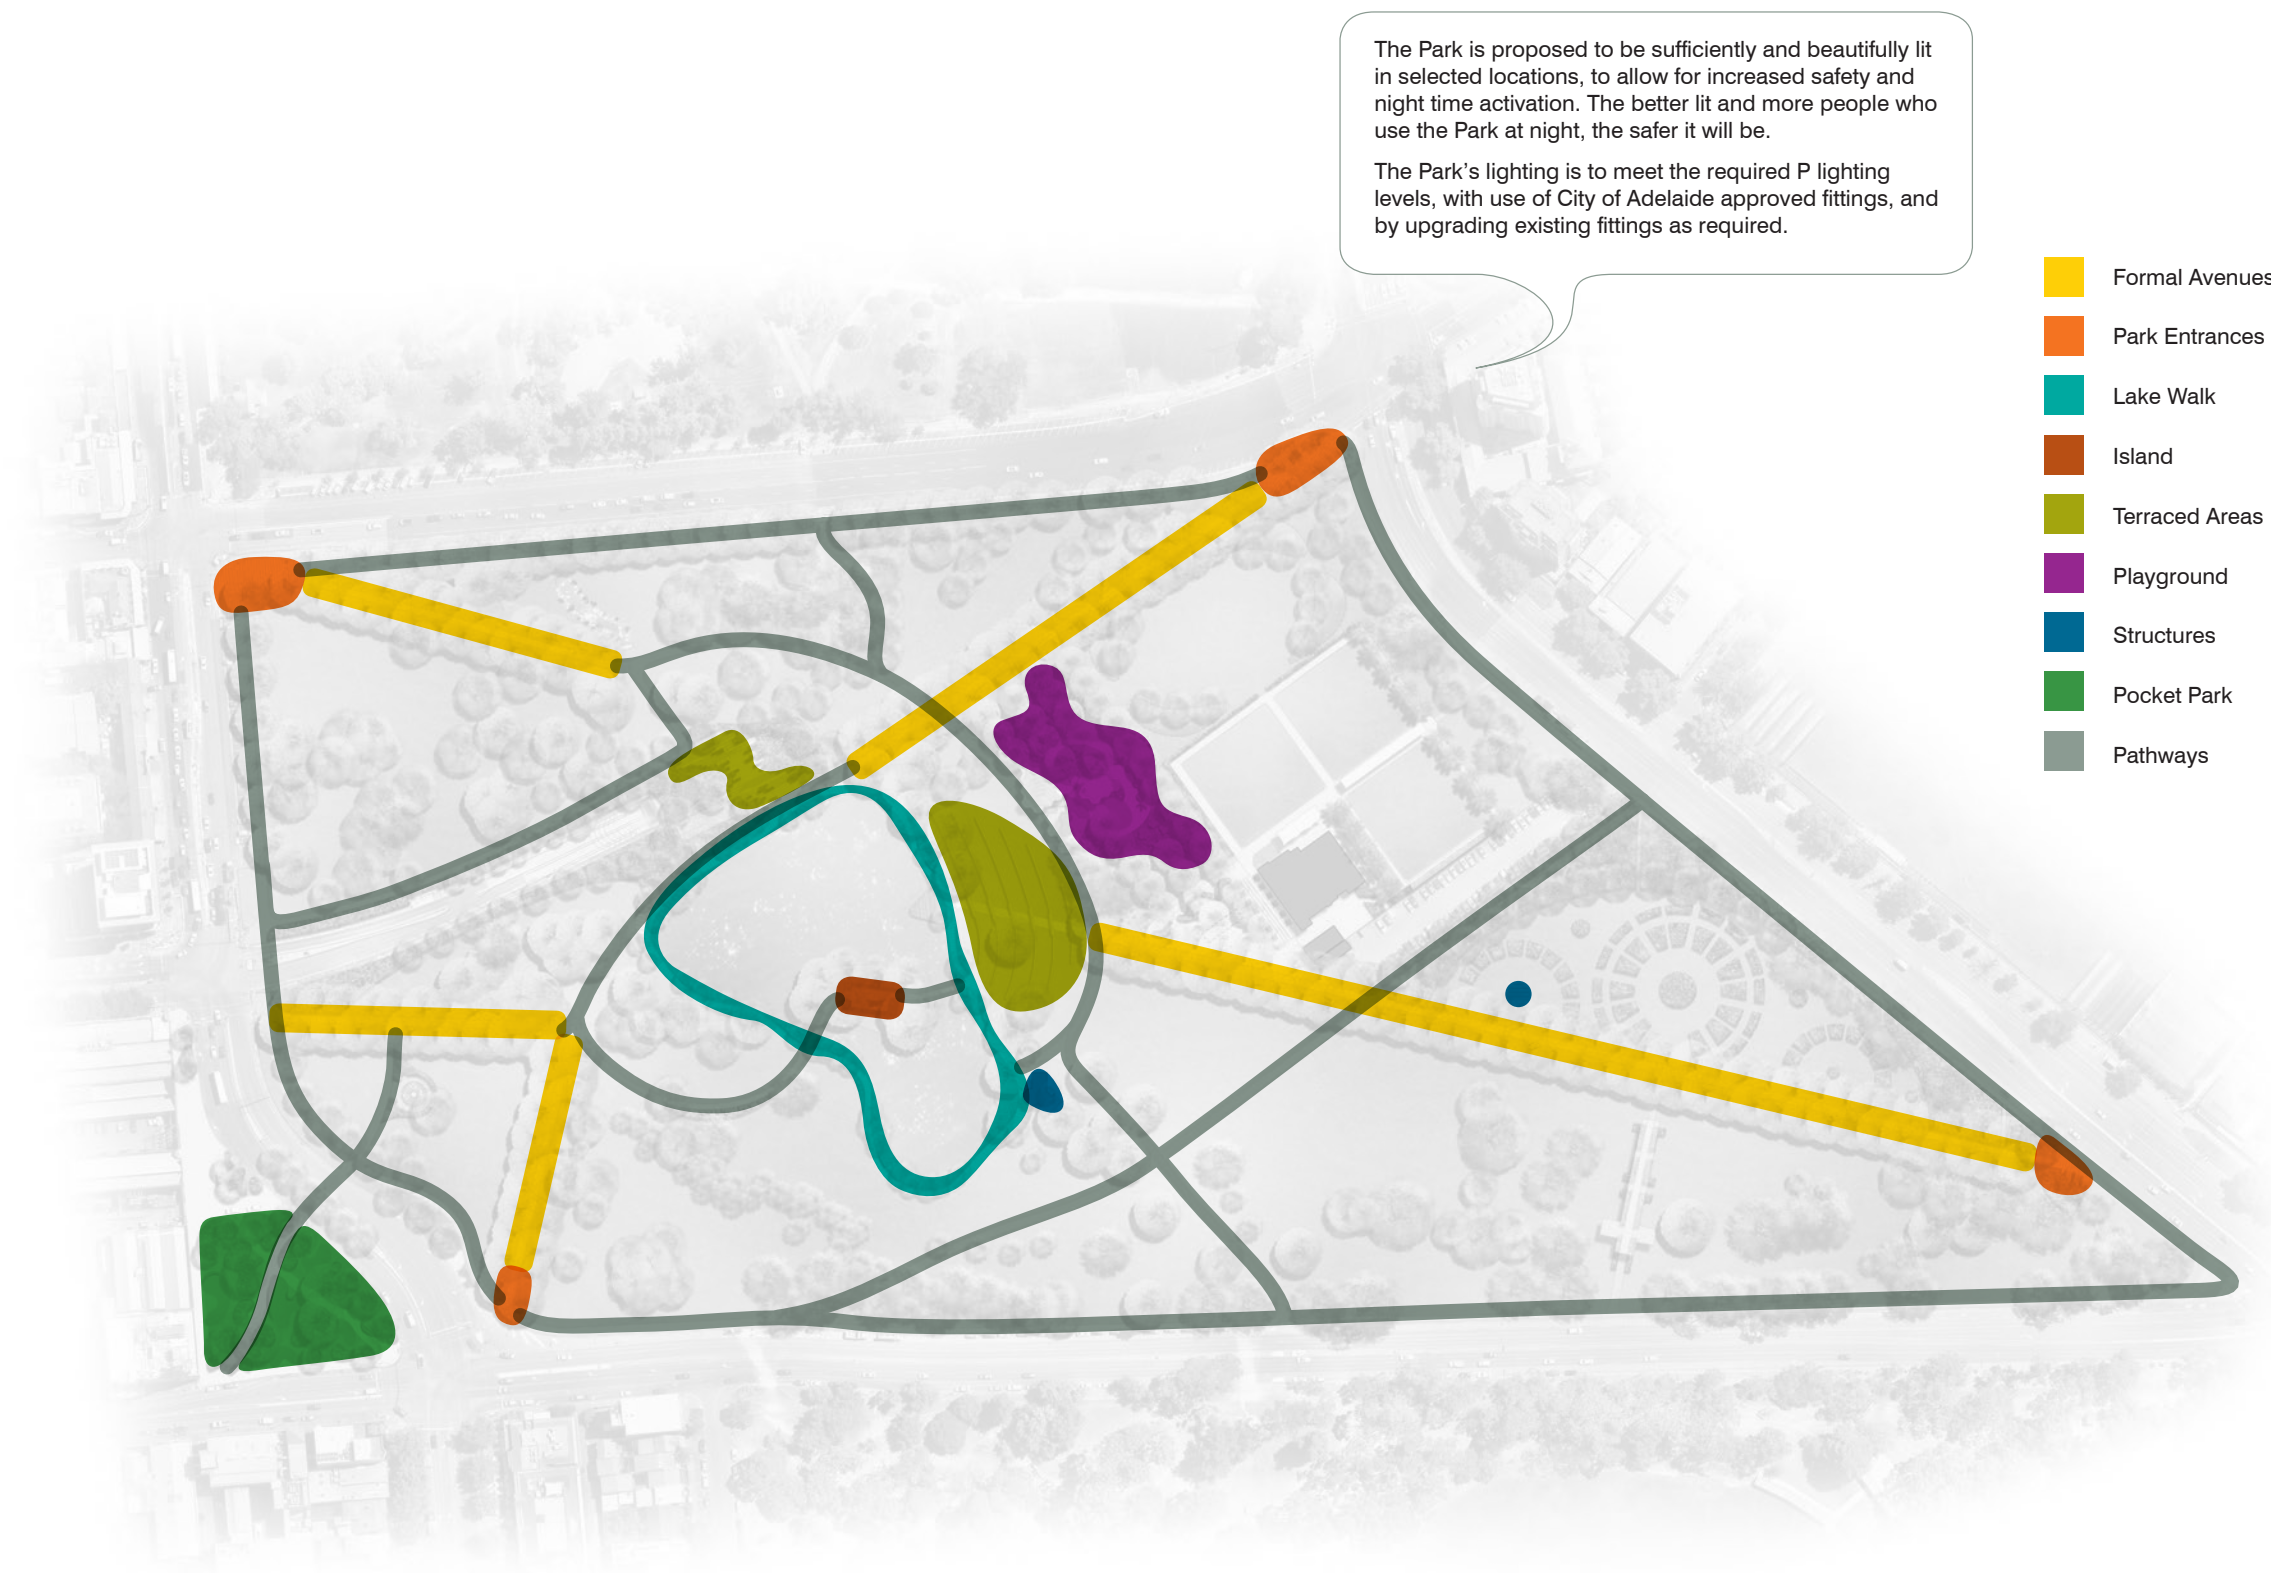 The Park is proposed to be sufficiently and beautifully lit
in selected locations, to allow for increased safety and
night time activation. The better lit and more people who
use the Park at night, the safer it will be.
The Park’s lighting is to meet the required P lighting
levels, with use of City of Adelaide approved fittings, and
by upgrading existing fittings as required.
Formal Avenues
Park Entrances
Lake Walk
Island
Terraced Areas
Playground
Structures
Pocket Park
Pathways